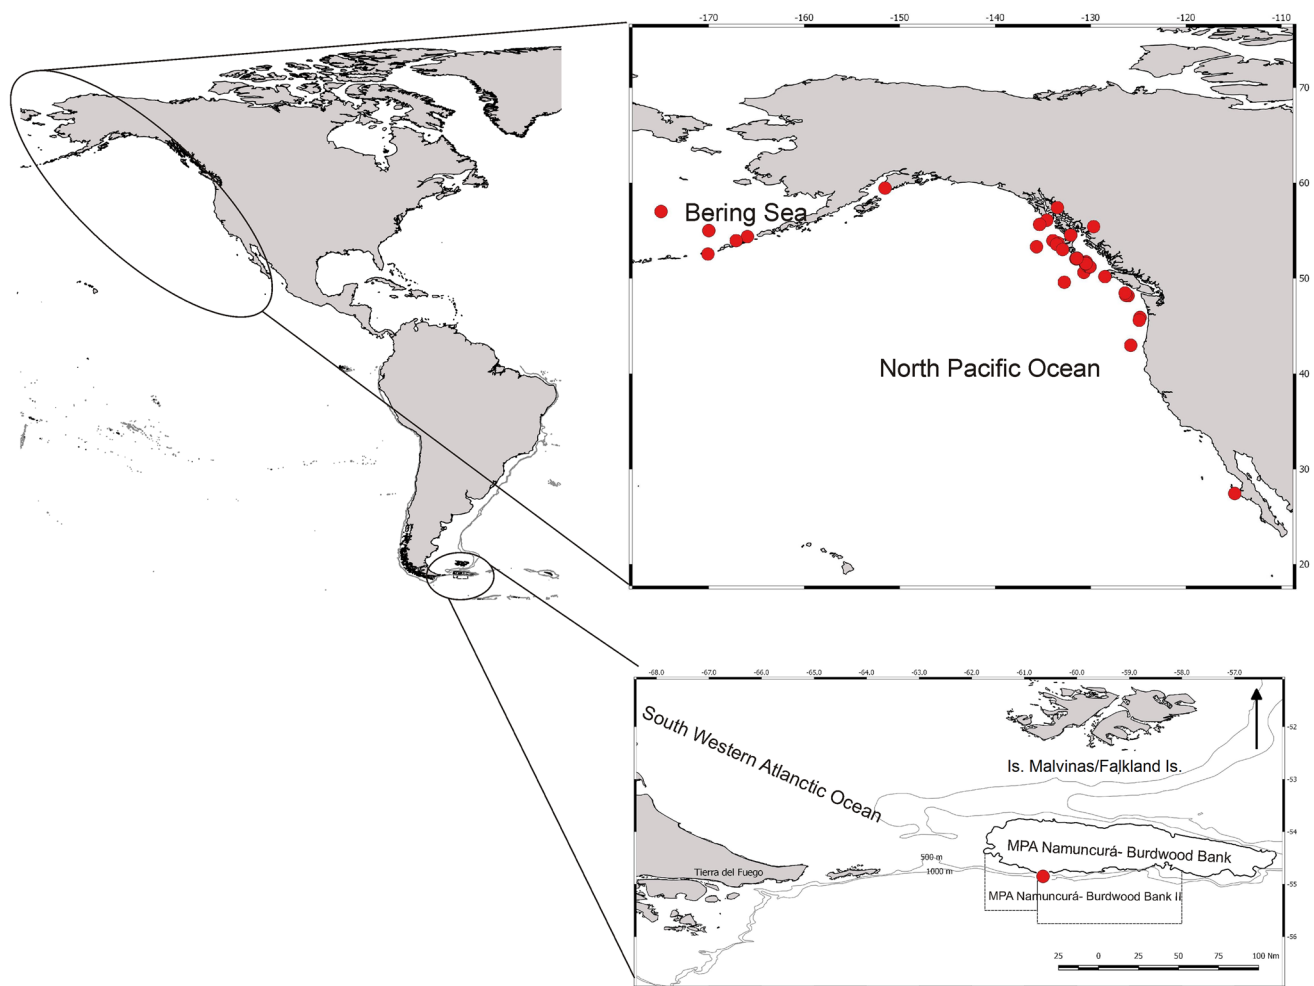 -170 -160 -150 -140 -130 -120 -110
70
60
Bering Sea
50
North Pacific Ocean
40
30
20
-68.0 -67.0 -66.0 -65.0 -64.0 -63.0 -62.0 -61.0 -60.0 -59.0 -58.0 -57.0
South Western Atlanctic Ocean
-52
Is. Malvinas/Falkland Is.
-53
-54
MPA Namuncurá- Burdwood Bank
500 m
1000 m
Tierra del Fuego
-55
MPA Namuncurá- Burdwood Bank II
-56
25 0 25 50 75 100 Nm